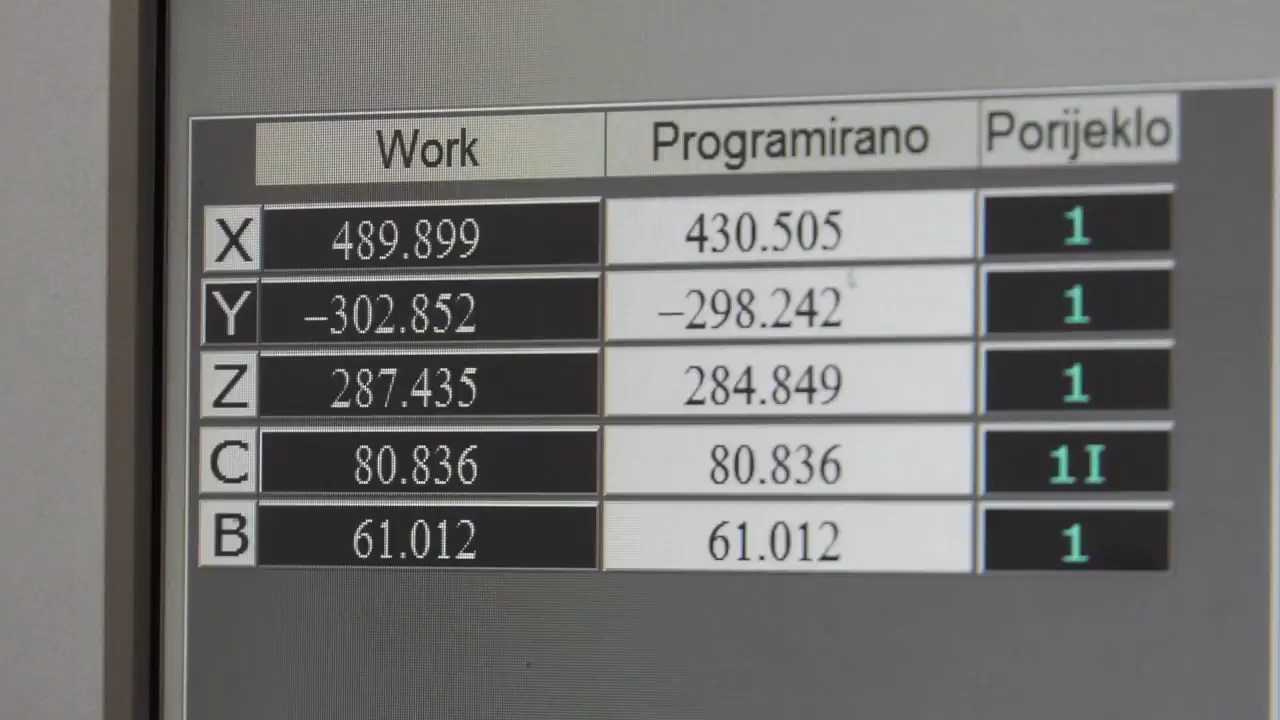 Work Programirano Porijeklo
X 489.899 430.505 1
Y –302.852 –298.242 1
Z 287.435 284.849 1
C 80.836 80.836 1I
B 61.012 61.012 1